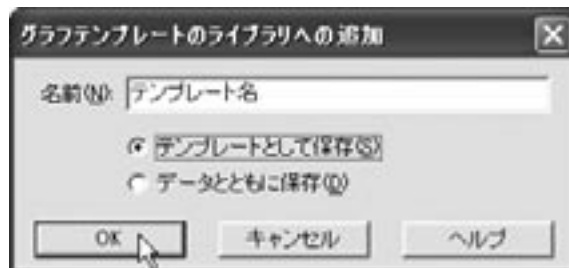 グラフテンプレートのライブラリへの追加
名前(N): テンプレート名
テンプレートとして保存(S)
データとともに保存(D)
OK キャンセル ヘルプ